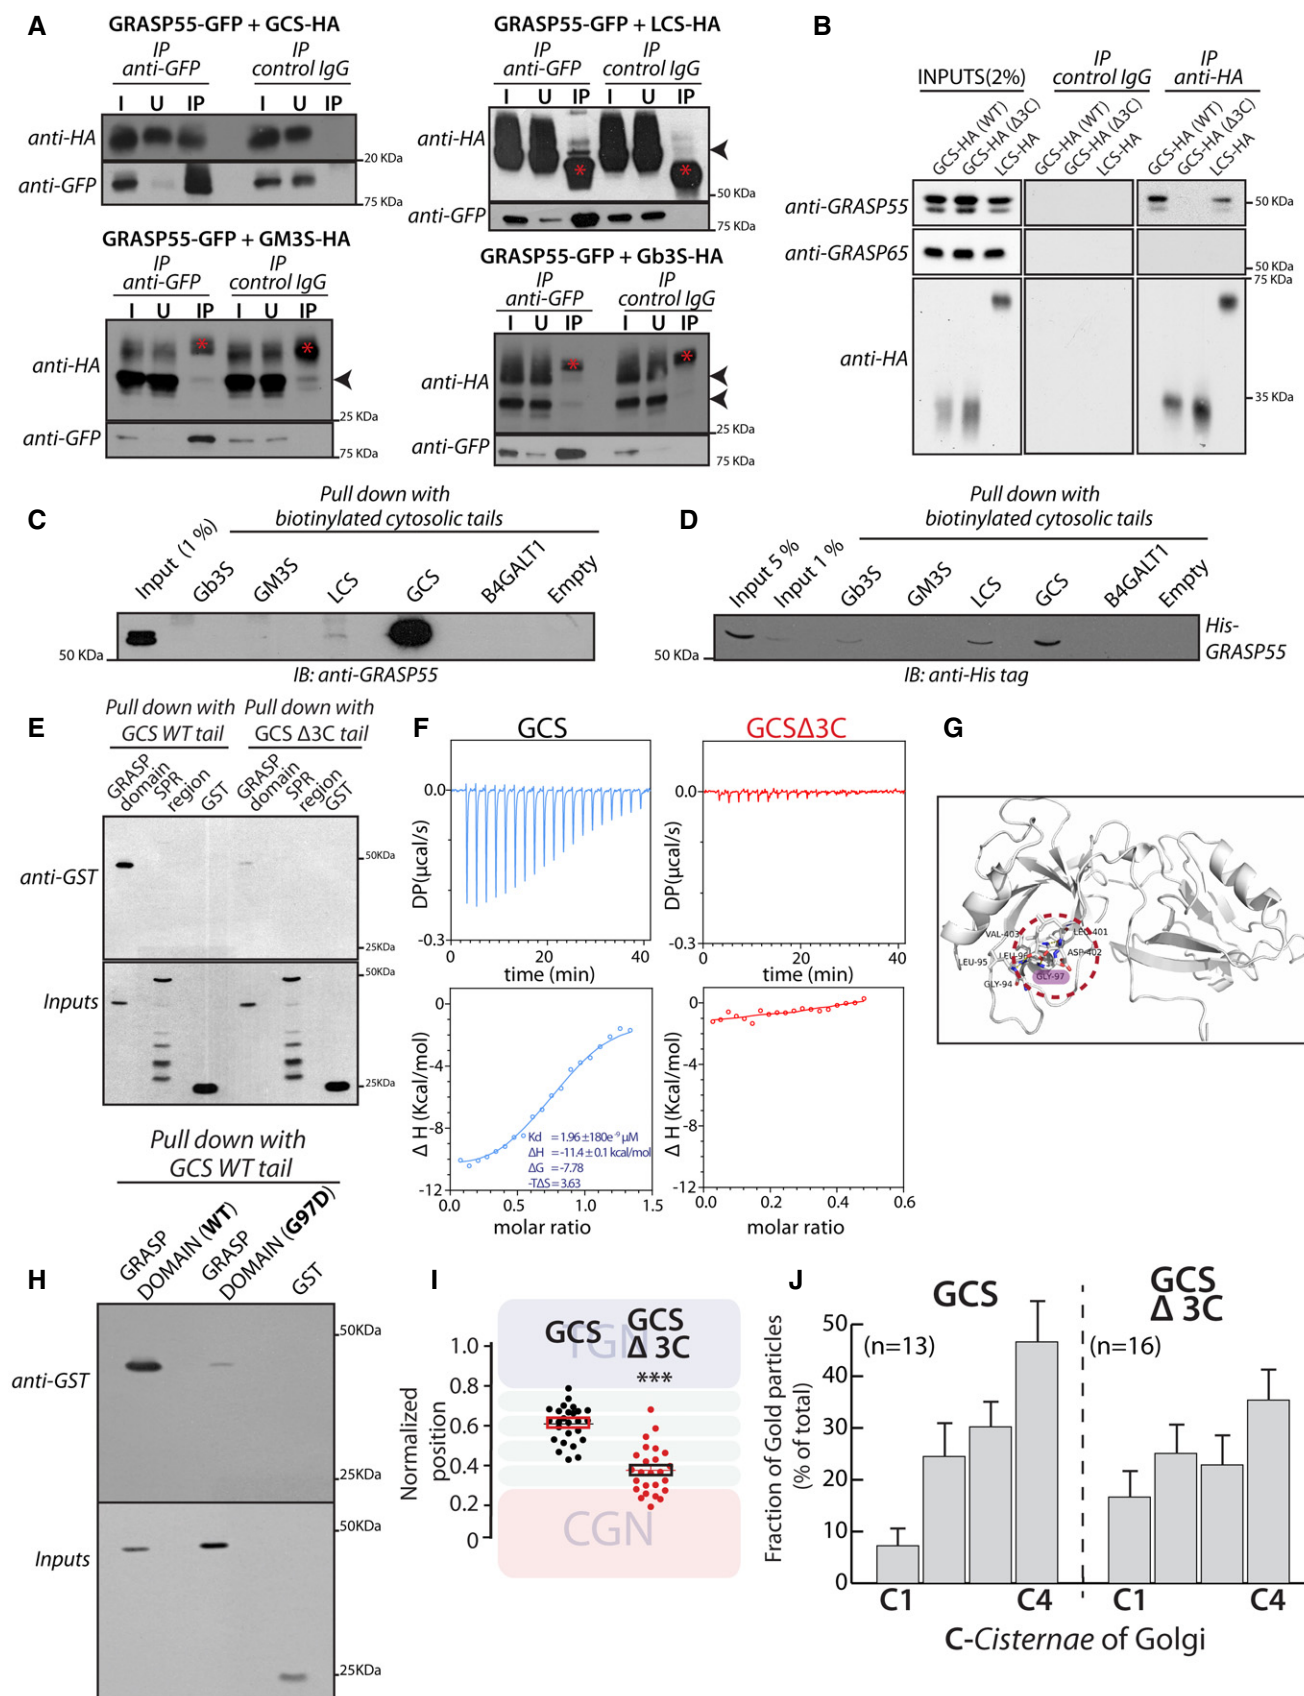 A
GRASP55-GFP + GCS-HA
IP
anti-GFP
IP
control IgG
I U IP I U IP
anti-HA
20 KDa
anti-GFP
75 KDa
GRASP55-GFP + LCS-HA
IP
anti-GFP
IP
control IgG
I U IP I U IP
anti-HA
*
*
50 KDa
anti-GFP
75 KDa
GRASP55-GFP + GM3S-HA
IP
anti-GFP
IP
control IgG
I U IP I U IP
anti-HA
*
*
25 KDa
anti-GFP
75 KDa
GRASP55-GFP + Gb3S-HA
IP
anti-GFP
IP
control IgG
I U IP I U IP
anti-HA
*
*
25 KDa
anti-GFP
75 KDa
B
INPUTS(2%)
IP
control IgG
IP
anti-HA
GCS-HA (WT)
GCS-HA (Δ3C)
LCS-HA
GCS-HA (WT)
GCS-HA (Δ3C)
LCS-HA
GCS-HA (WT)
GCS-HA (Δ3C)
LCS-HA
anti-GRASP55
50 KDa
anti-GRASP65
50 KDa
75 KDa
anti-HA
35 KDa
C
Pull down with
biotinylated cytosolic tails
Input (1 %)
Gb3S
GM3S
LCS
GCS
B4GALT1
Empty
50 KDa
IB: anti-GRASP55
D
Pull down with
biotinylated cytosolic tails
Input 5 %
Input 1 %
Gb3S
GM3S
LCS
GCS
B4GALT1
Empty
His-
GRASP55
50 KDa
IB: anti-His tag
E
Pull down with
GCS WT tail
Pull down with
GCS Δ3C tail
GRASP
domain
SPR
region
GST
GRASP
domain
SPR
region
GST
anti-GST
50KDa
25KDa
Inputs
50KDa
25KDa
F
GCS
0.0
-0.3
DP(μcal/s)
0 20 40
time (min)
0
-4
-8
-12
Δ H (Kcal/mol)
Kd = 1.96 ±180e⁻⁹ μM
ΔH = -11.4 ± 0.1 kcal/mol
ΔG = -7.78
-TΔS = 3.63
0.0 0.5 1.0 1.5
molar ratio
GCSΔ3C
0.0
-0.3
DP(μcal/s)
0 20 40
time (min)
0
-4
-8
-12
Δ H (Kcal/mol)
0.0 0.2 0.4 0.6
molar ratio
G
VAL-403
LEU-401
LEU-95
LEU-96
ASP-402
GLY-97
GLY-94
H
Pull down with
GCS WT tail
GRASP
DOMAIN (WT)
GRASP
DOMAIN (G97D)
GST
anti-GST
50KDa
25KDa
Inputs
50KDa
25KDa
I
TGN
GCS
GCS
Δ 3C
***
1.0
0.8
0.6
0.4
0.2
0
Normalized
position
CGN
J
GCS
GCS
Δ 3C
(n=13)
(n=16)
50
40
30
20
10
0
Fraction of Gold particles
(% of total)
C1 C4 C1 C4
C-Cisternae of Golgi